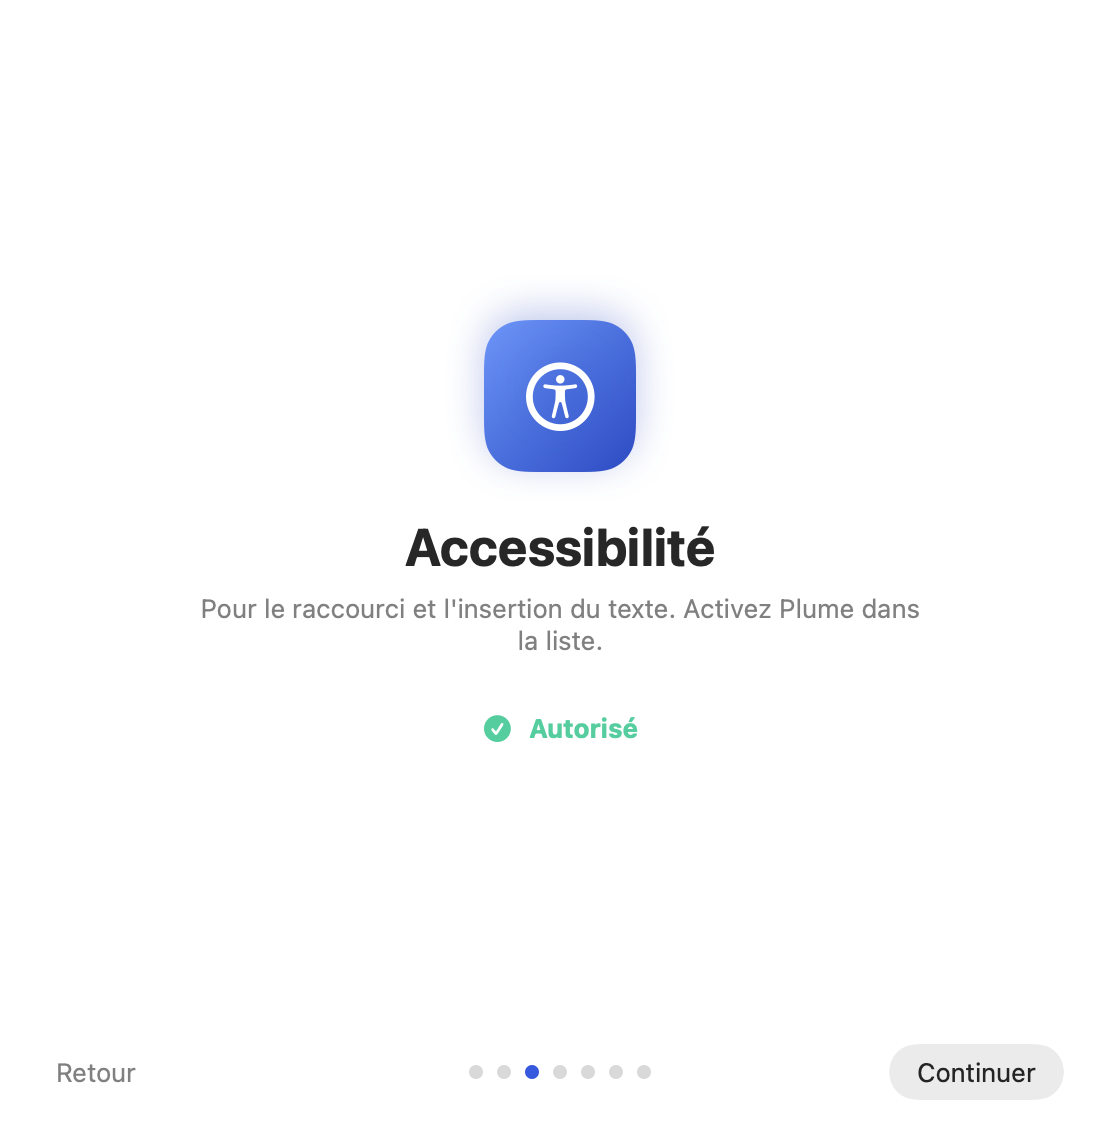 Accessibilité
Pour le raccourci et l'insertion du texte. Activez Plume dans
la liste.
Autorisé
Retour
Continuer